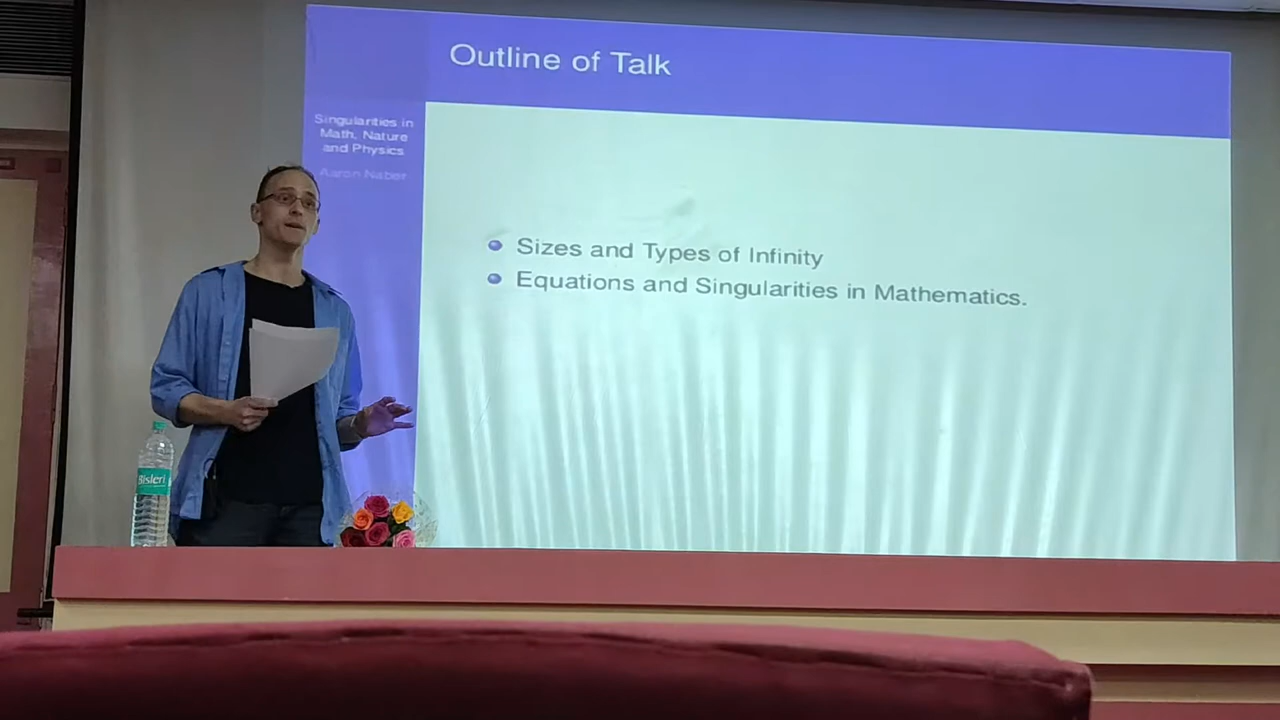 Outline of Talk
Singularities in
Math, Nature
and Physics
Aaron Naber
Sizes and Types of Infinity
Equations and Singularities in Mathematics.
Bisleri